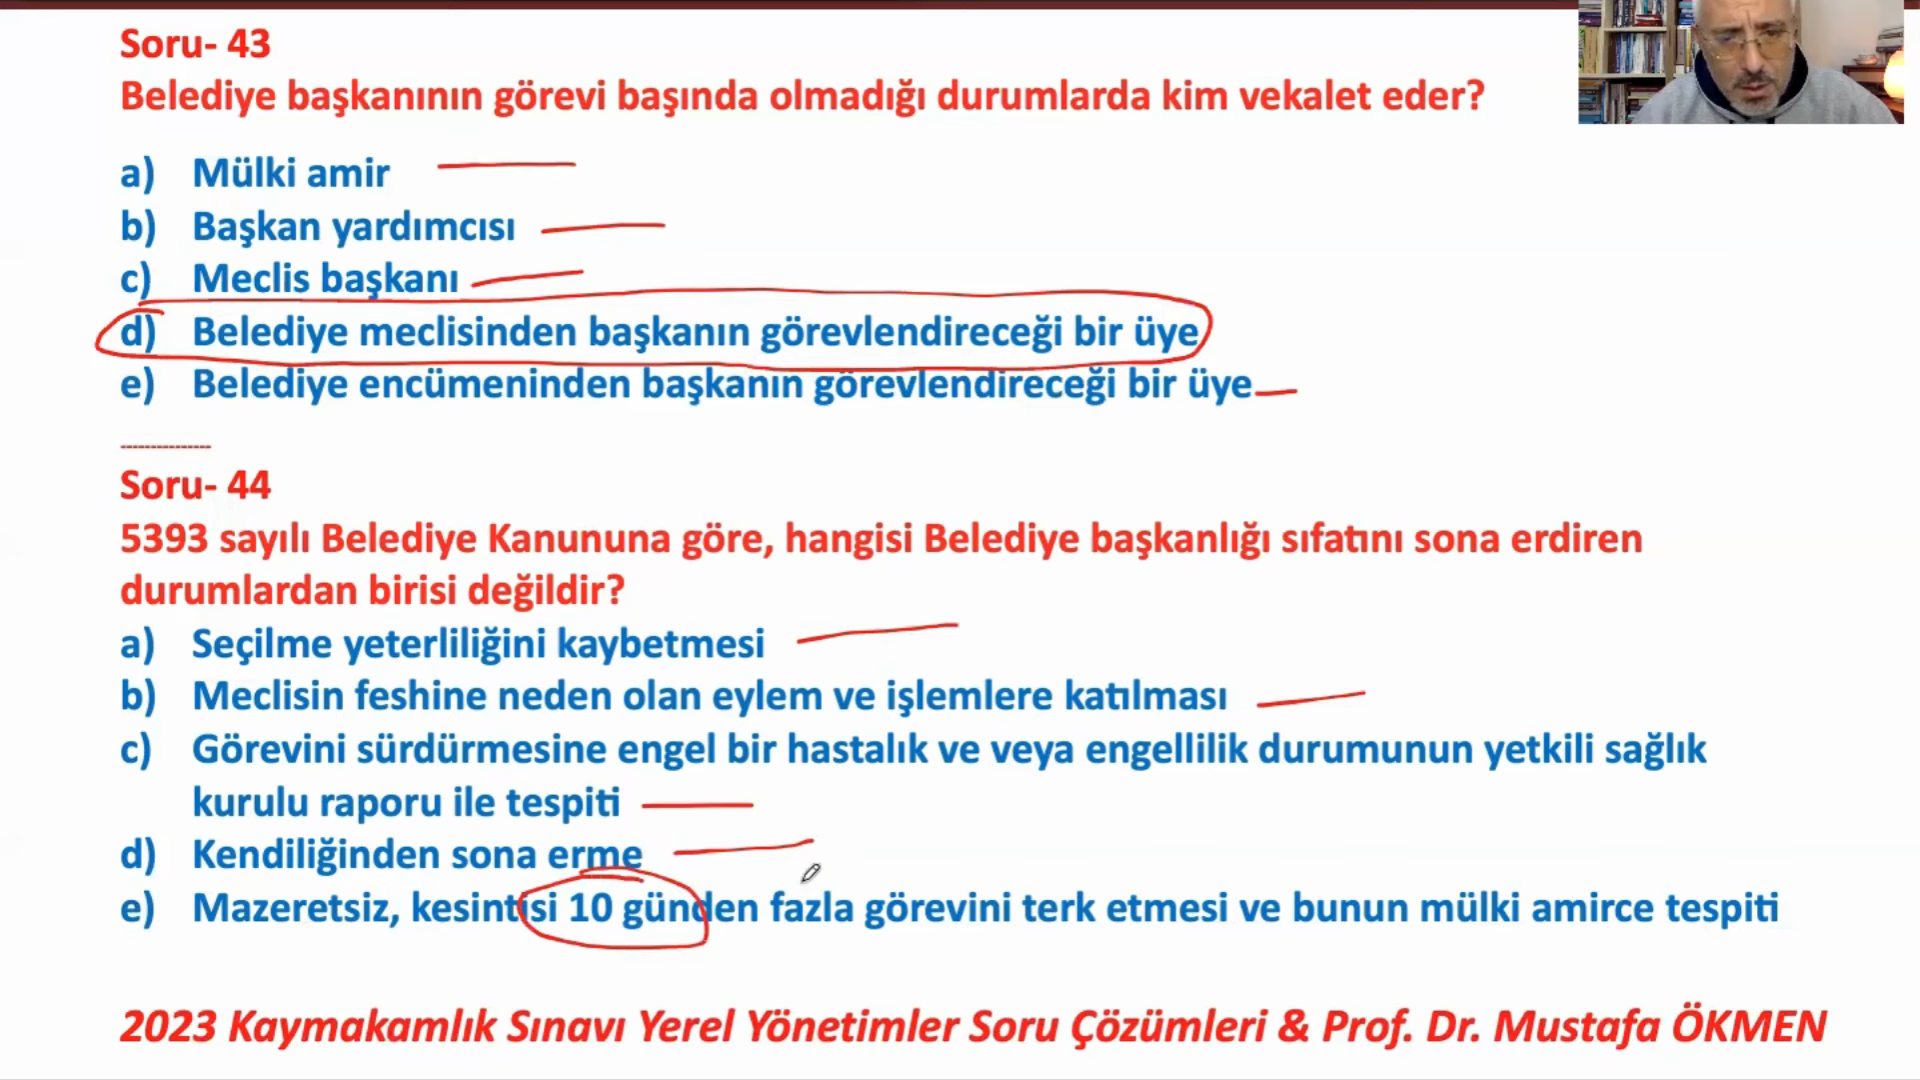 Soru- 43
Belediye başkanının görevi başında olmadığı durumlarda kim vekalet eder?
a) Mülki amir
b) Başkan yardımcısı
c) Meclis başkanı
d) Belediye meclisinden başkanın görevlendireceği bir üye
e) Belediye encümeninden başkanın görevlendireceği bir üye
---------------
Soru- 44
5393 sayılı Belediye Kanununa göre, hangisi Belediye başkanlığı sıfatını sona erdiren
durumlardan birisi değildir?
a) Seçilme yeterliliğini kaybetmesi
b) Meclisin feshine neden olan eylem ve işlemlere katılması
c) Görevini sürdürmesine engel bir hastalık ve veya engellilik durumunun yetkili sağlık
kurulu raporu ile tespiti
d) Kendiliğinden sona erme
e) Mazeretsiz, kesintisi 10 günden fazla görevini terk etmesi ve bunun mülki amirce tespiti
2023 Kaymakamlık Sınavı Yerel Yönetimler Soru Çözümleri & Prof. Dr. Mustafa ÖKMEN